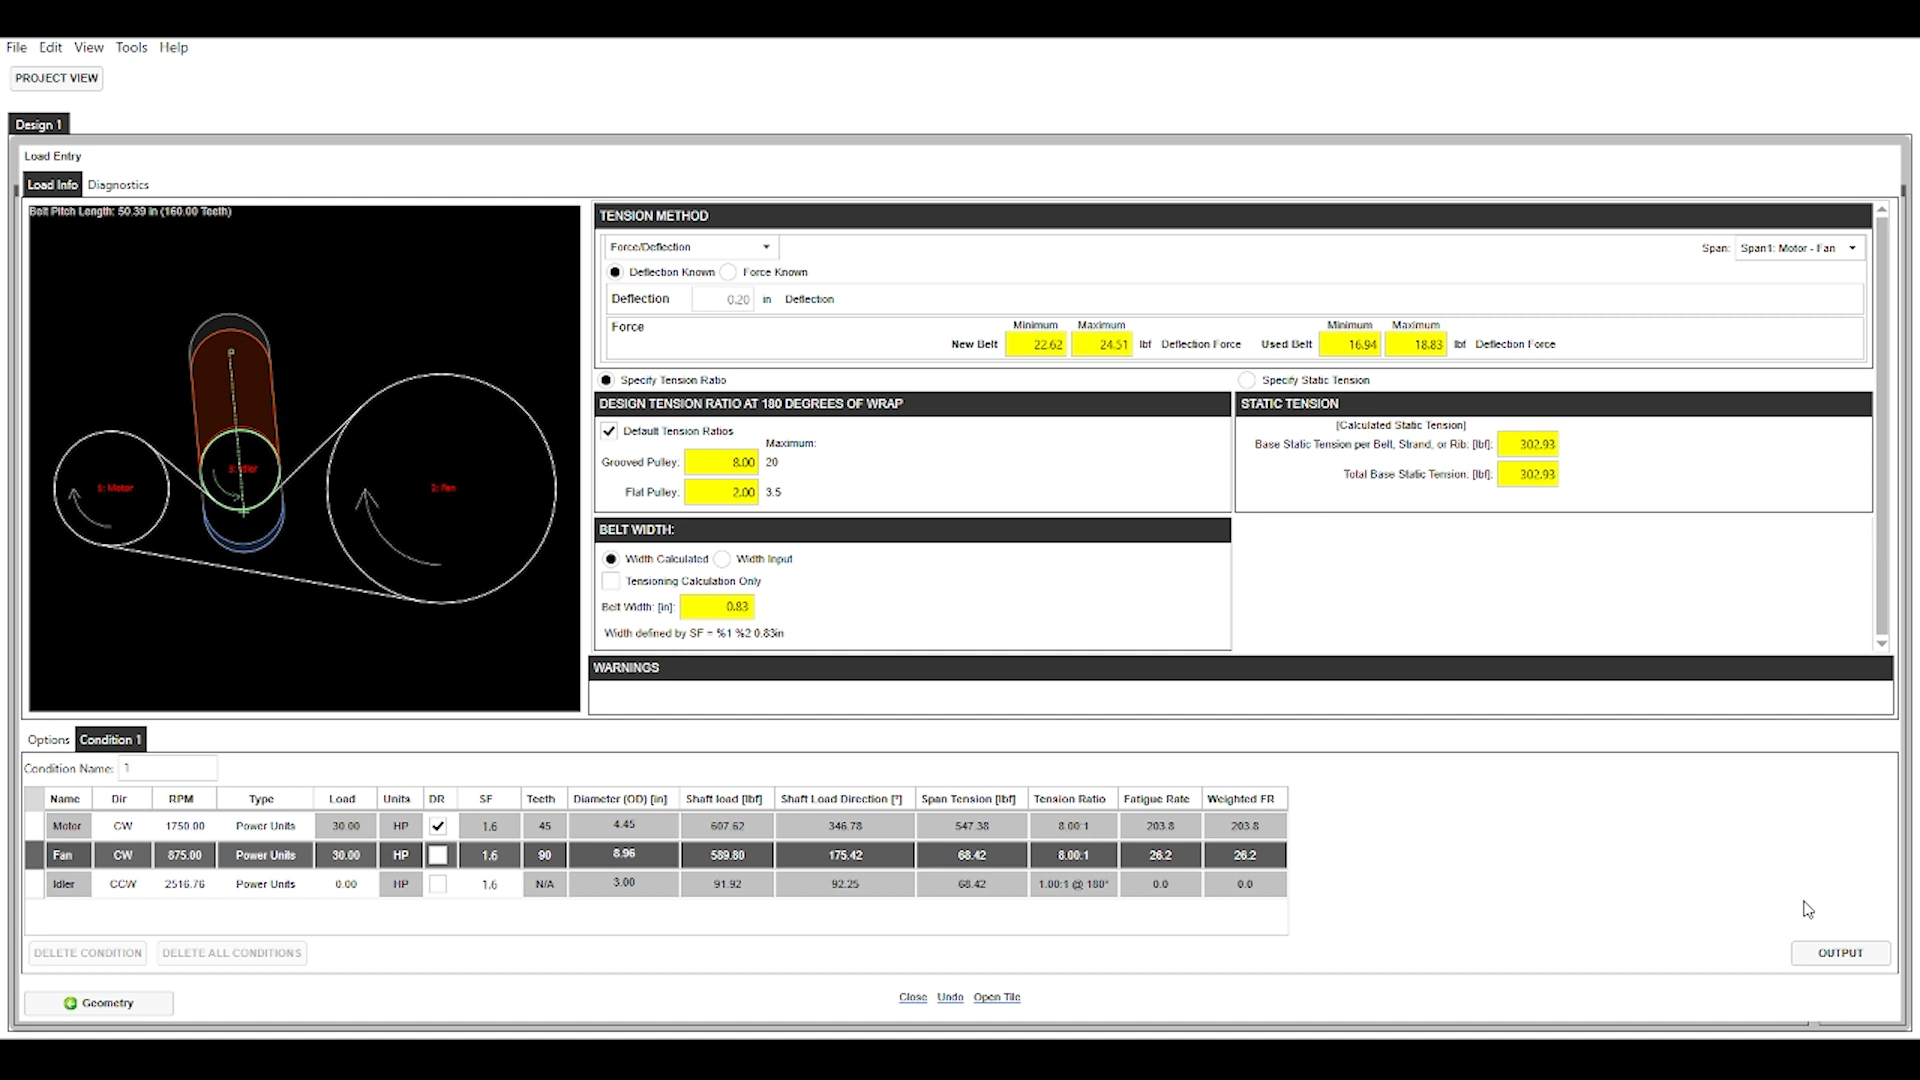 File Edit View Tools Help
PROJECT VIEW
Design 1
Load Entry
Load Info Diagnostics
Belt Pitch Length: 50.39 in (160.00 Teeth)
1: Motor
3: Idler
2: Fan
TENSION METHOD
Force/Deflection
Span: Span1: Motor - Fan
Deflection Known Force Known
Deflection 0.20 in Deflection
Force
Minimum Maximum Minimum Maximum
New Belt 22.62 24.51 lbf Deflection Force Used Belt 16.94 18.83 lbf Deflection Force
Specify Tension Ratio Specify Static Tension
DESIGN TENSION RATIO AT 180 DEGREES OF WRAP
Default Tension Ratios
Maximum:
Grooved Pulley: 8.00 20
Flat Pulley: 2.00 3.5
STATIC TENSION
[Calculated Static Tension]
Base Static Tension per Belt, Strand, or Rib: [lbf]: 302.93
Total Base Static Tension: [lbf]: 302.93
BELT WIDTH:
Width Calculated Width Input
Tensioning Calculation Only
Belt Width: [in]: 0.83
Width defined by SF = %1 %2 0.83in
WARNINGS
Options Condition 1
Condition Name: 1
Name Dir RPM Type Load Units DR SF Teeth Diameter (OD) [in] Shaft load [lbf] Shaft Load Direction [°] Span Tension [lbf] Tension Ratio Fatigue Rate Weighted FR
Motor CW 1750.00 Power Units 30.00 HP 1.6 45 4.45 607.62 346.78 547.38 8.00:1 203.8 203.8
Fan CW 875.00 Power Units 30.00 HP 1.6 90 8.96 589.80 175.42 68.42 8.00:1 26.2 26.2
Idler CCW 2516.76 Power Units 0.00 HP 1.6 N/A 3.00 91.92 92.25 68.42 1.00:1 @ 180° 0.0 0.0
DELETE CONDITION DELETE ALL CONDITIONS
OUTPUT
Geometry
Close Undo Open Tile